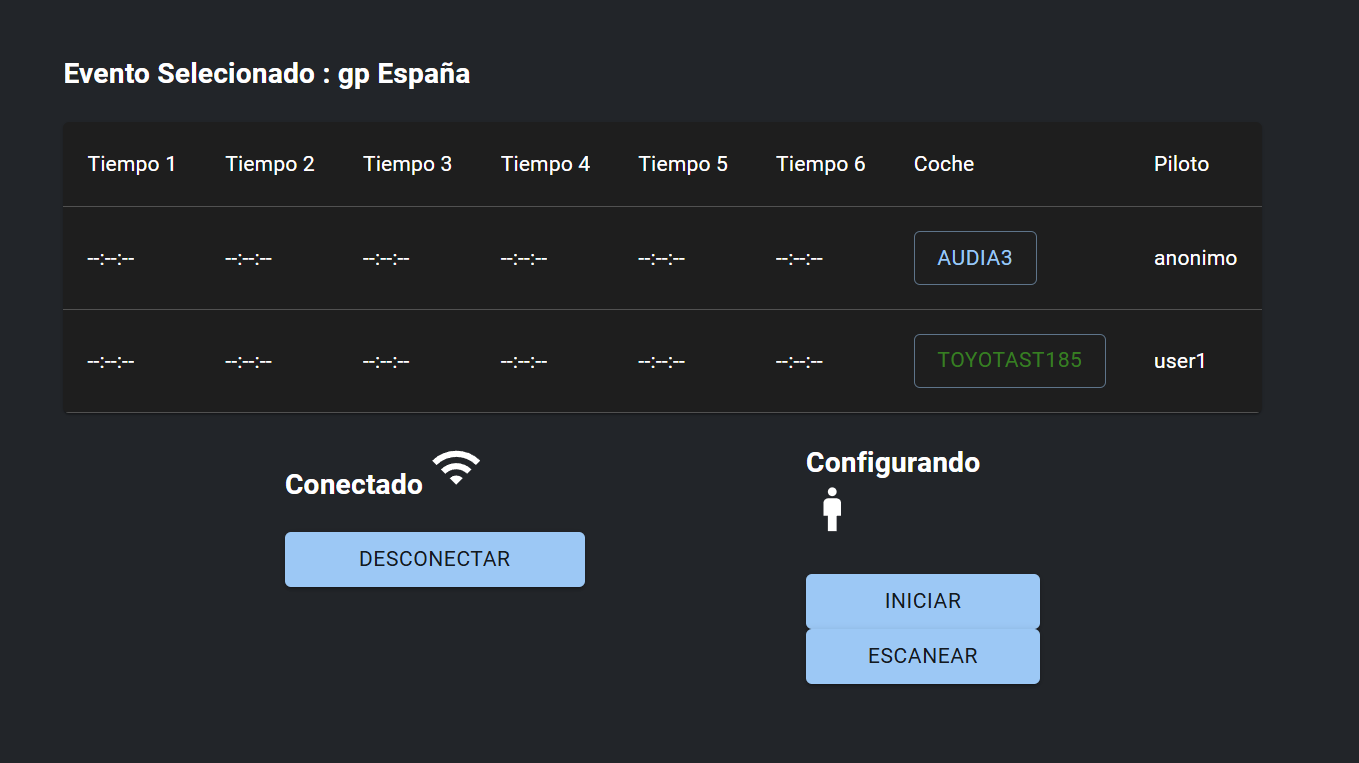 Evento Selecionado : gp España
Tiempo 1 Tiempo 2 Tiempo 3 Tiempo 4 Tiempo 5 Tiempo 6 Coche Piloto
--:--:-- --:--:-- --:--:-- --:--:-- --:--:-- --:--:-- AUDIA3 anonimo
--:--:-- --:--:-- --:--:-- --:--:-- --:--:-- --:--:-- TOYOTAST185 user1
Conectado
DESCONECTAR
Configurando
INICIAR
ESCANEAR